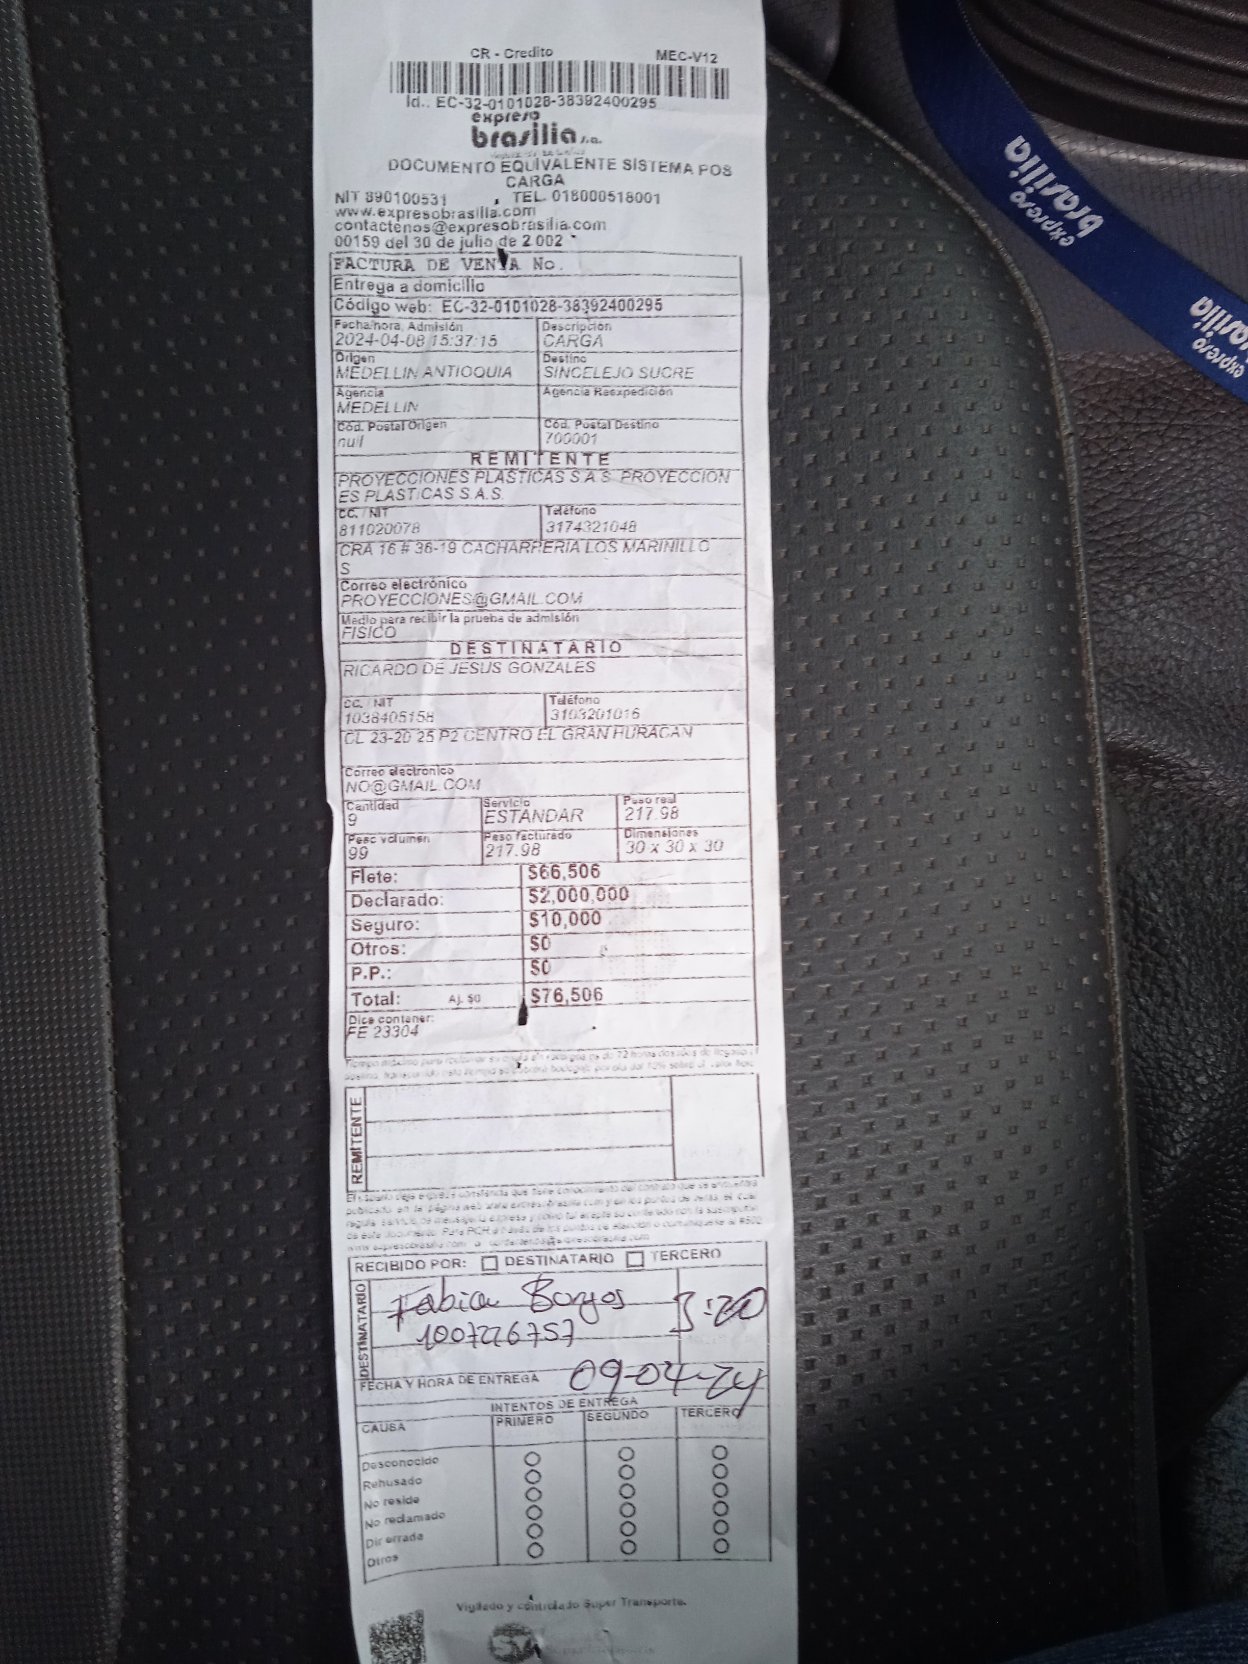 CR - Credito MEC-V12
Id.. EC-32-0101028-38392400295
expreso
brasilia s.a.
DOCUMENTO EQUIVALENTE SISTEMA POS
CARGA
NIT 890100531 , TEL. 018000518001
www.expresobrasilia.com
contactenos@expresobrasilia.com
00159 del 30 de julio de 2.002
FACTURA DE VENTA No.
Entrega a domicilio
Código web: EC-32-0101028-38392400295
Fecha/hora, Admisión Descripción
2024-04-08 15:37:15 CARGA
Origen Destino
MEDELLIN ANTIOQUIA SINCELEJO SUCRE
Agencia Agencia Reexpedición
MEDELLIN
Cód. Postal Origen Cód. Postal Destino
null 700001
REMITENTE
PROYECCIONES PLASTICAS S A S PROYECCION
ES PLASTICAS S A.S.
CC. / NIT Teléfono
811020078 3174321048
CRA 16 # 36-19 CACHARRERIA LOS MARINILLO
S
Correo electrónico
PROYECCIONES@GMAIL.COM
Medio para recibir la prueba de admisión
FISICO
DESTINATARIO
RICARDO DE JESUS GONZALES
CC. / NIT Teléfono
1038405158 3103201016
CL 23-20 25 P2 CENTRO EL GRAN HURACAN
Correo electronico
NO@GMAIL.COM
Cantidad Servicio Peso real
9 ESTANDAR 217.98
Peso volumen Peso facturado Dimensiones
99 217.98 30 x 30 x 30
Flete: $66,506
Declarado: $2,000,000
Seguro: $10,000
Otros: $0
P.P.: $0
Total: Aj. $0 $76,506
Dice contener:
FE 23304
REMITENTE
RECIBIDO POR: DESTINATARIO TERCERO
DESTINATARIO
Fabian Borjas 3:20
1007226757
FECHA Y HORA DE ENTREGA 09-04-24
INTENTOS DE ENTREGA
CAUSA PRIMERO SEGUNDO TERCERO
Desconocido
Rehusado
No reside
No reclamado
Dir errada
Otros
Vigilado y controlado Super Transporte.
expreso
brasilia
expreso